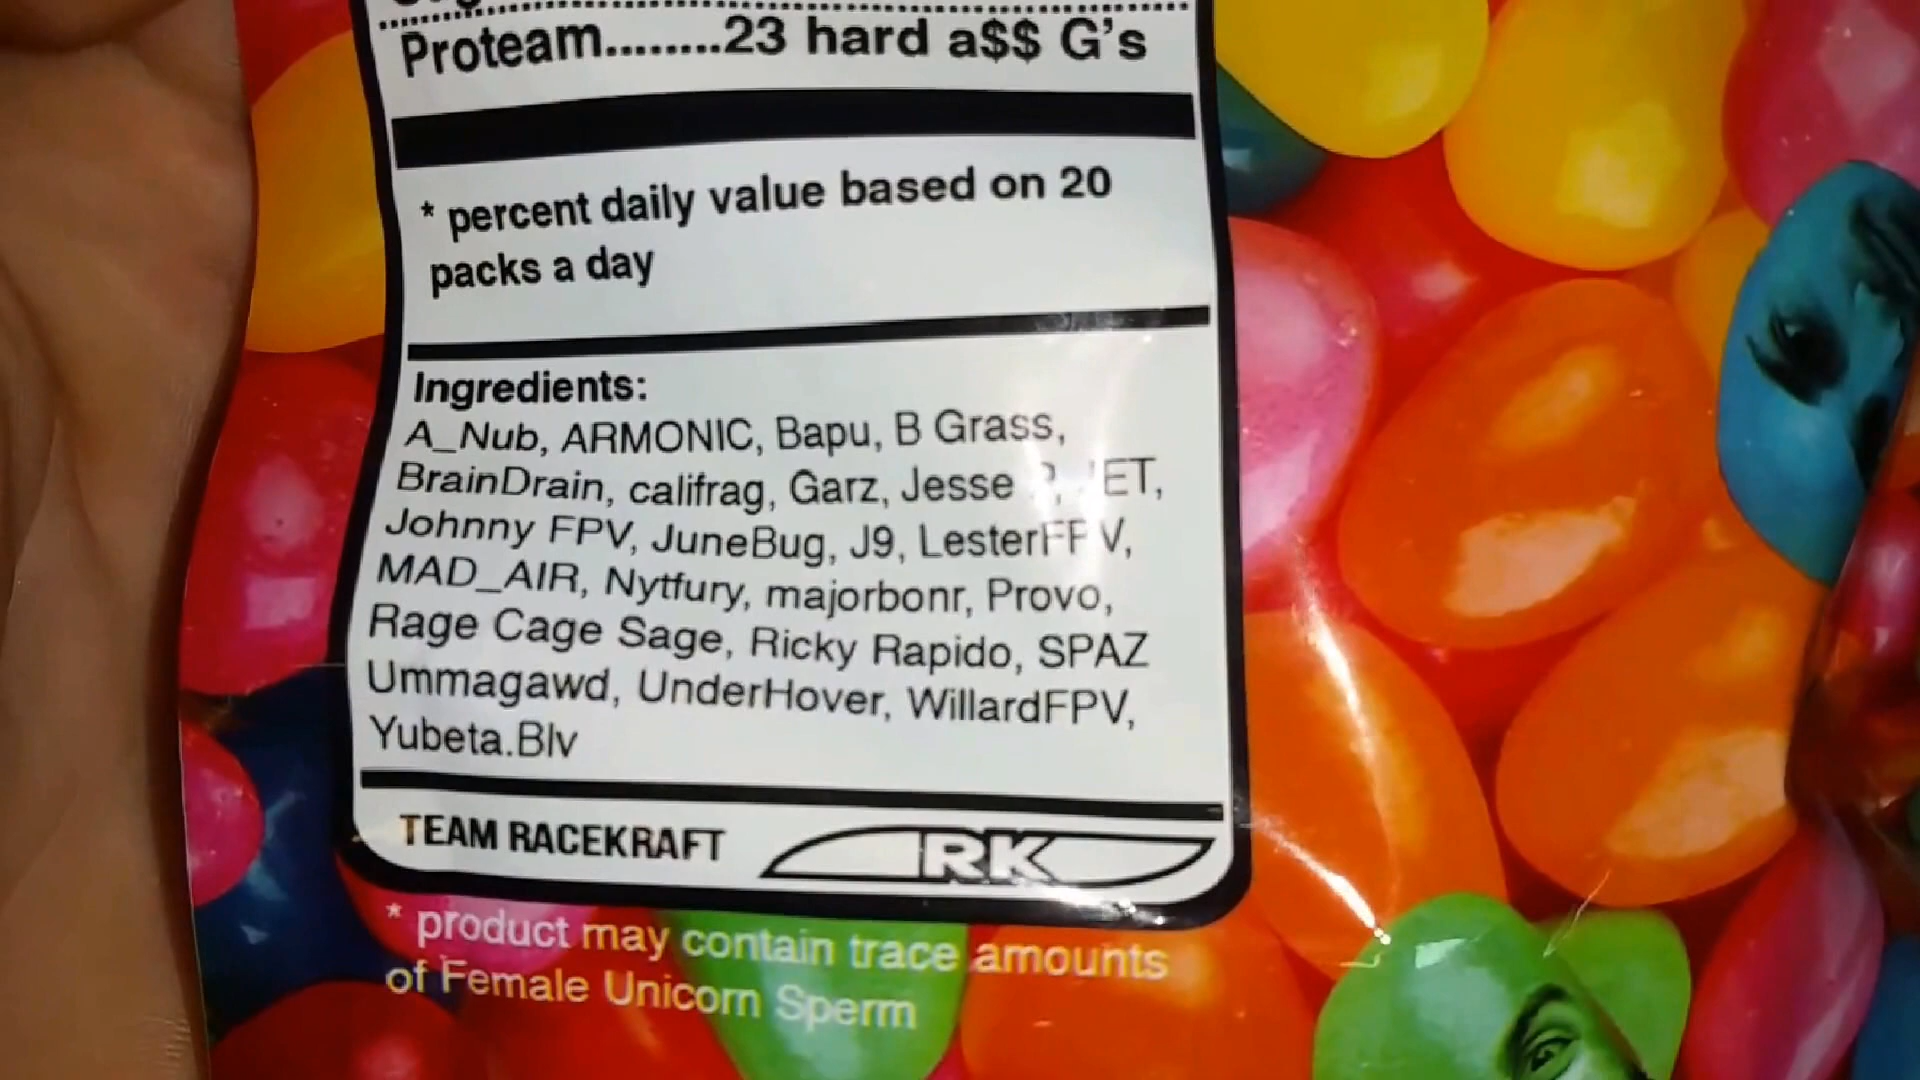 Proteam........23 hard a$$ G's
* percent daily value based on 20
packs a day
Ingredients:
A_Nub, ARMONIC, Bapu, B Grass,
BrainDrain, califrag, Garz, Jesse
Johnny FPV, JuneBug, J9, LesterFPV,
MAD_AIR, Nytfury, majorbonr, Provo,
Rage Cage Sage, Ricky Rapido, SPAZ
Ummagawd, UnderHover, WillardFPV,
Yubeta.Blv
TEAM RACEKRAFT RK
* product may contain trace amounts
of Female Unicorn Sperm